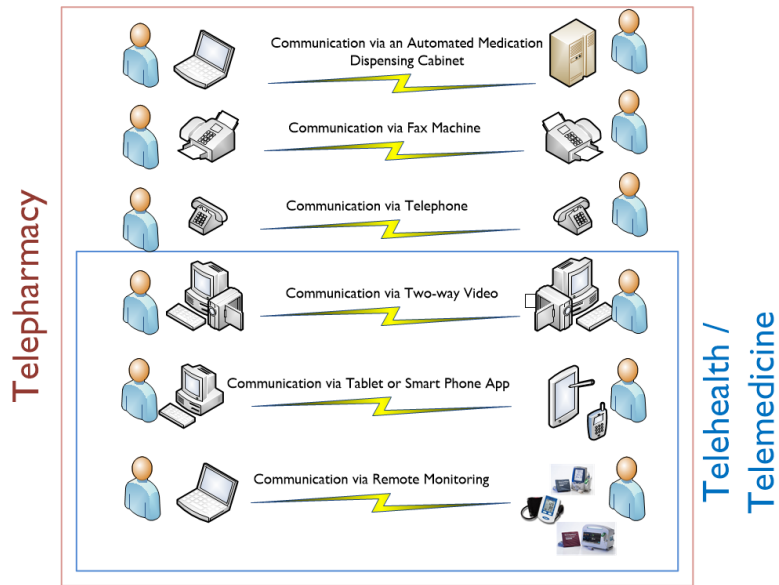 Communication via an Automated Medication
Dispensing Cabinet
Communication via Fax Machine
Communication via Telephone
Communication via Two-way Video
Communication via Tablet or Smart Phone App
Communication via Remote Monitoring
Telepharmacy
Telehealth /
Telemedicine